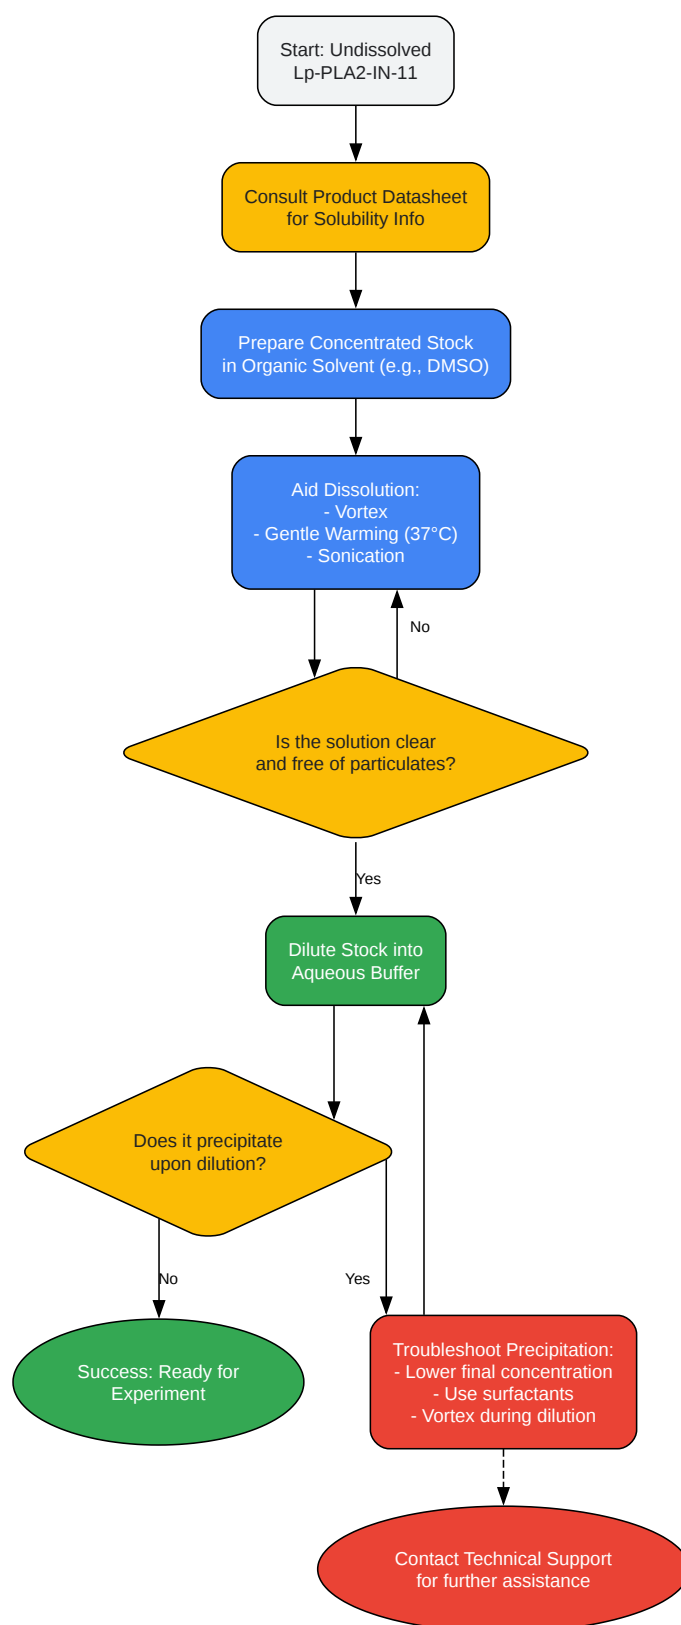 Start: Undissolved
Lp-PLA2-IN-11
Consult Product Datasheet
for Solubility Info
Prepare Concentrated Stock
in Organic Solvent (e.g., DMSO)
Aid Dissolution:
- Vortex
- Gentle Warming (37°C)
- Sonication
No
Is the solution clear
and free of particulates?
Yes
Dilute Stock into
Aqueous Buffer
Does it precipitate
upon dilution?
No
Yes
Success: Ready for
Experiment
Troubleshoot Precipitation:
- Lower final concentration
- Use surfactants
- Vortex during dilution
Contact Technical Support
for further assistance